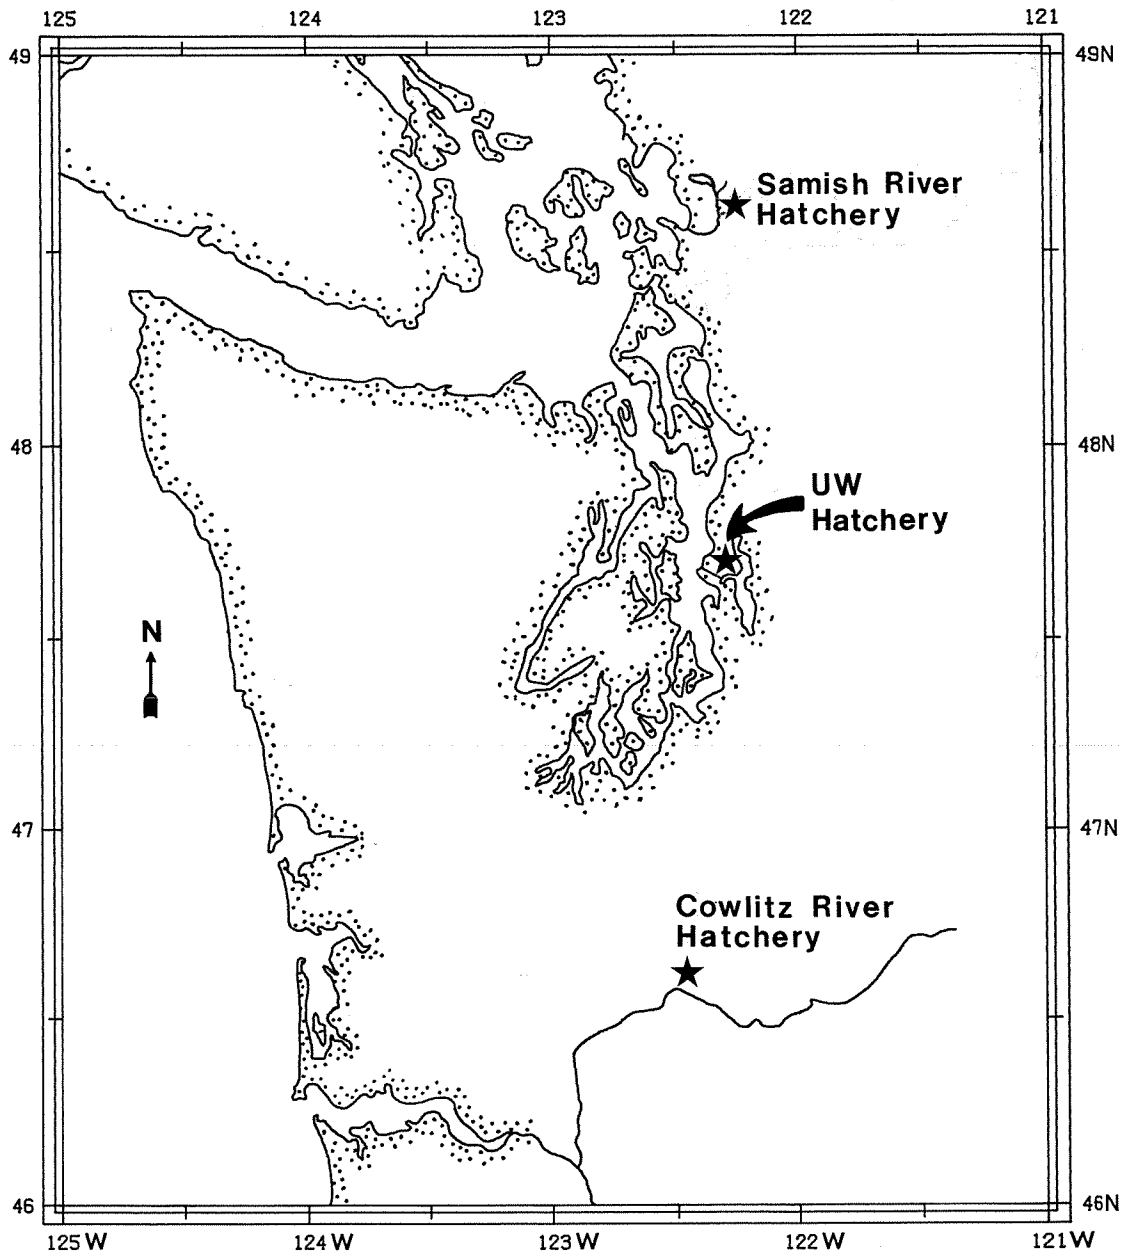 125 124 123 122 121
49 49N
Samish River
Hatchery
48 48N
UW
Hatchery
N
47 47N
Cowlitz River
Hatchery
46 46N
125W 124W 123W 122W 121W